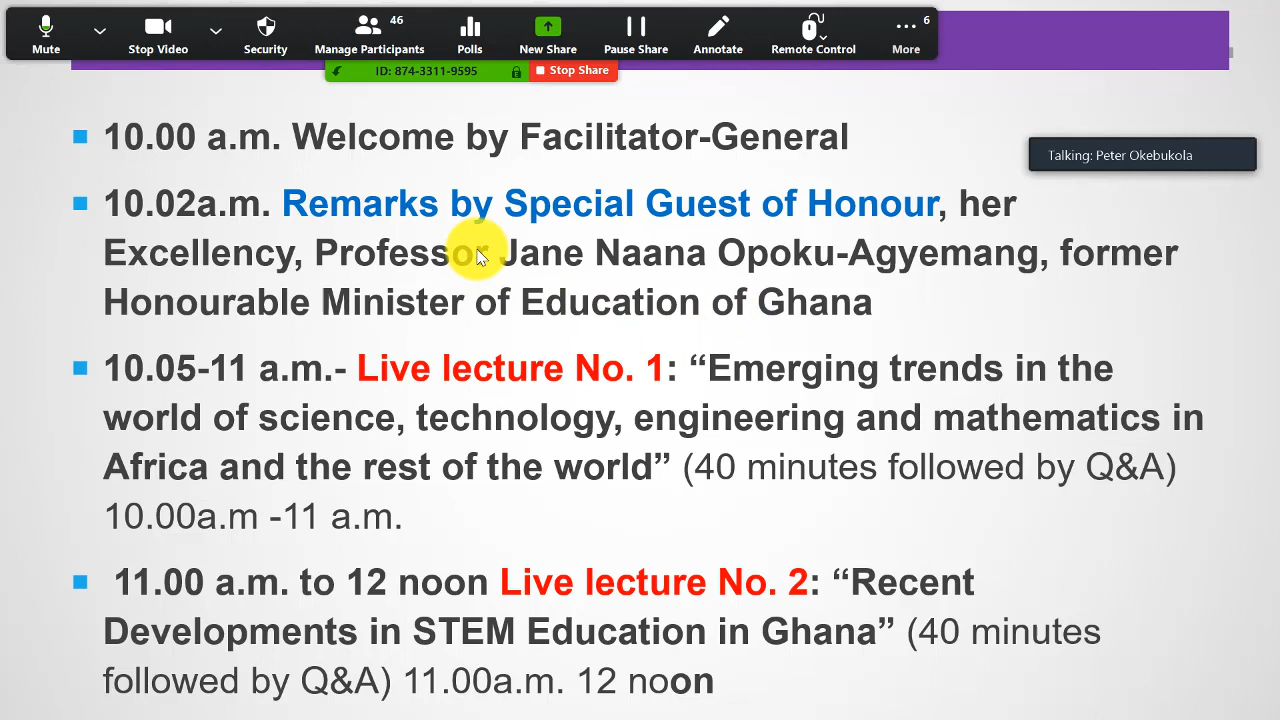 46
6
Mute
Stop Video
Security
Manage Participants
Polls
New Share
Pause Share
Annotate
Remote Control
More
ID: 874-3311-9595
Stop Share
10.00 a.m. Welcome by Facilitator-General
Talking: Peter Okebukola
10.02a.m. Remarks by Special Guest of Honour, her
Excellency, Professor Jane Naana Opoku-Agyemang, former
Honourable Minister of Education of Ghana
10.05-11 a.m.- Live lecture No. 1: “Emerging trends in the
world of science, technology, engineering and mathematics in
Africa and the rest of the world” (40 minutes followed by Q&A)
10.00a.m -11 a.m.
11.00 a.m. to 12 noon Live lecture No. 2: “Recent
Developments in STEM Education in Ghana” (40 minutes
followed by Q&A) 11.00a.m. 12 noon